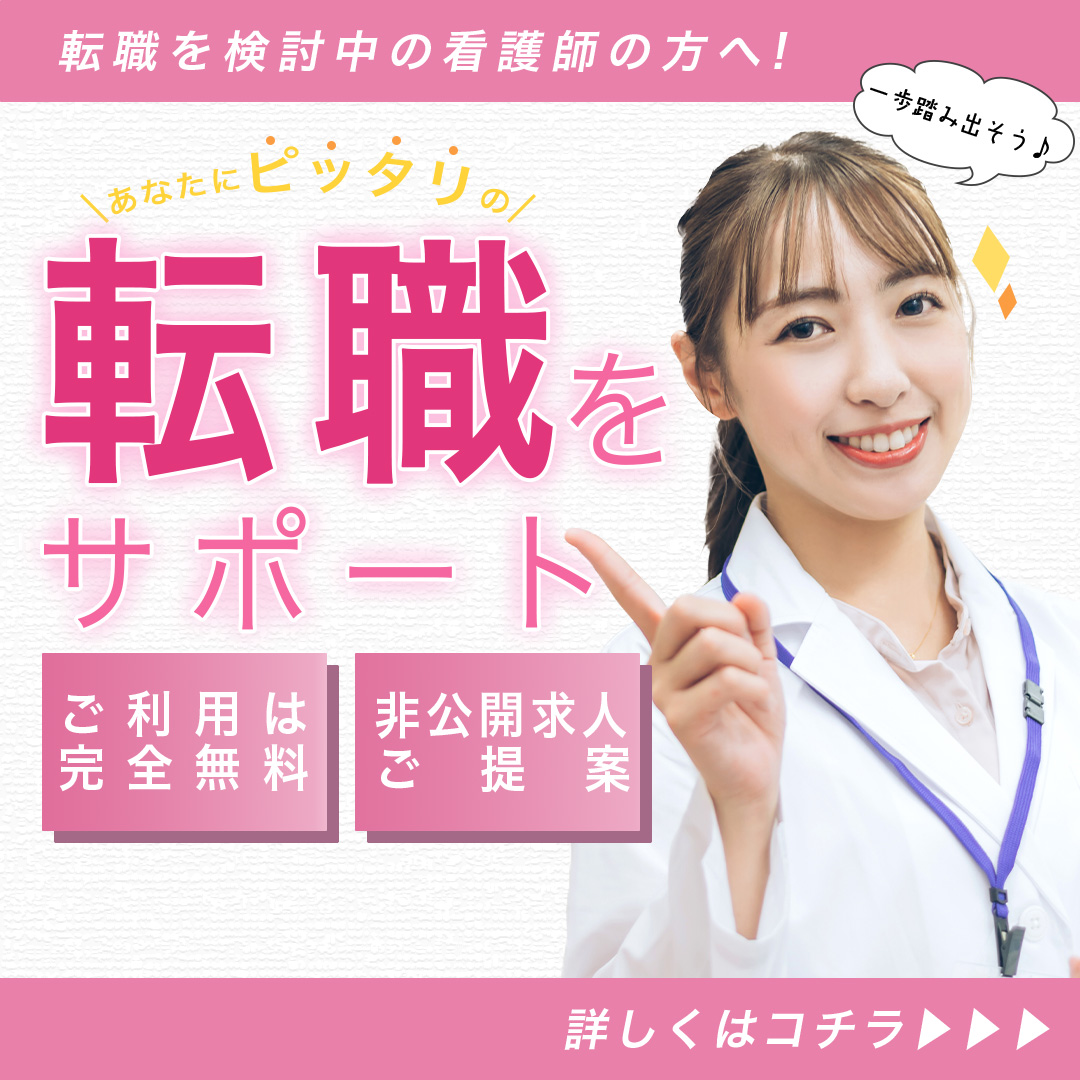 転職を検討中の看護師の方へ!
一歩踏み出そう♪
\あなたにピッタリの/
転職を
サポート
ご利用は
完全無料
非公開求人
ご提案
詳しくはコチラ▶▶▶